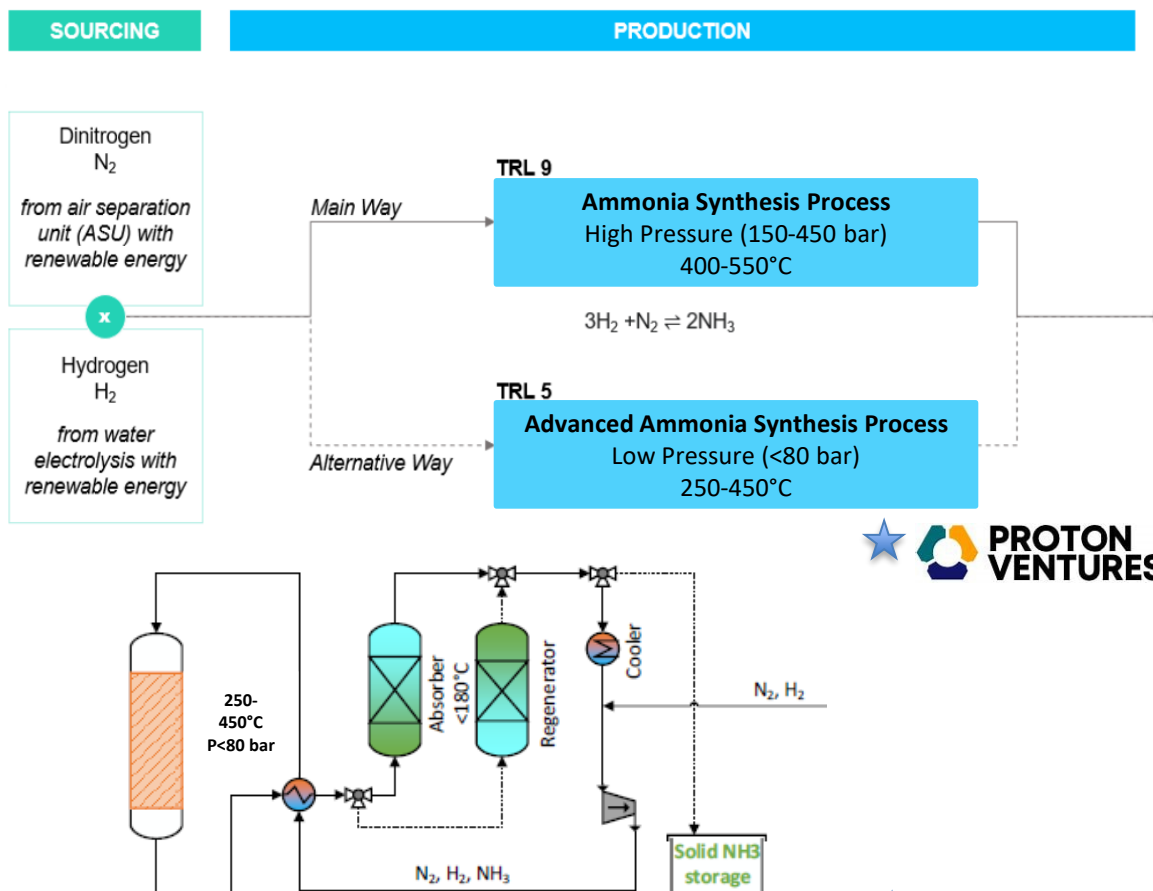 SOURCING
PRODUCTION
Dinitrogen
N₂
from air separation
unit (ASU) with
renewable energy
x
Hydrogen
H₂
from water
electrolysis with
renewable energy
Main Way
Alternative Way
TRL 9
Ammonia Synthesis Process
High Pressure (150-450 bar)
400-550°C
3H₂ +N₂ ⇌ 2NH₃
TRL 5
Advanced Ammonia Synthesis Process
Low Pressure (<80 bar)
250-450°C
PROTON
VENTURES
250-
450°C
P<80 bar
Absorber
<180°C
Regenerator
Cooler
N₂, H₂
N₂, H₂, NH₃
Solid NH3
storage